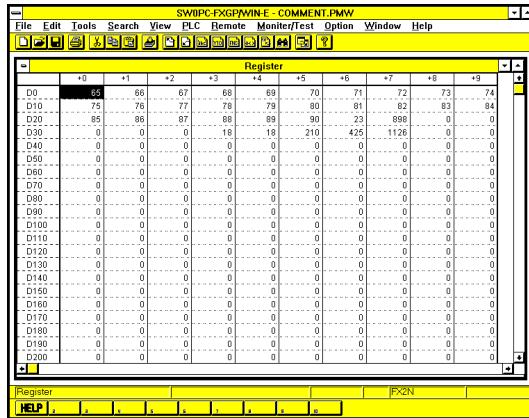 SW0PC-FXGP/WIN-E - COMMENT.PMW
File Edit Tools Search View PLC Remote Moniter/Test Option Window Help
Register
+0 +1 +2 +3 +4 +5 +6 +7 +8 +9
D0 65 66 67 68 69 70 71 72 73 74
D10 75 76 77 78 79 80 81 82 83 84
D20 85 86 87 88 89 90 23 898 0 0
D30 0 0 0 18 18 210 425 1126 0 0
D40 0 0 0 0 0 0 0 0 0 0
D50 0 0 0 0 0 0 0 0 0 0
D60 0 0 0 0 0 0 0 0 0 0
D70 0 0 0 0 0 0 0 0 0 0
D80 0 0 0 0 0 0 0 0 0 0
D90 0 0 0 0 0 0 0 0 0 0
D100 0 0 0 0 0 0 0 0 0 0
D110 0 0 0 0 0 0 0 0 0 0
D120 0 0 0 0 0 0 0 0 0 0
D130 0 0 0 0 0 0 0 0 0 0
D140 0 0 0 0 0 0 0 0 0 0
D150 0 0 0 0 0 0 0 0 0 0
D160 0 0 0 0 0 0 0 0 0 0
D170 0 0 0 0 0 0 0 0 0 0
D180 0 0 0 0 0 0 0 0 0 0
D190 0 0 0 0 0 0 0 0 0 0
D200 0 0 0 0 0 0 0 0 0 0
Register FX2N
HELP 2 3 4 5 6 7 8 9 10